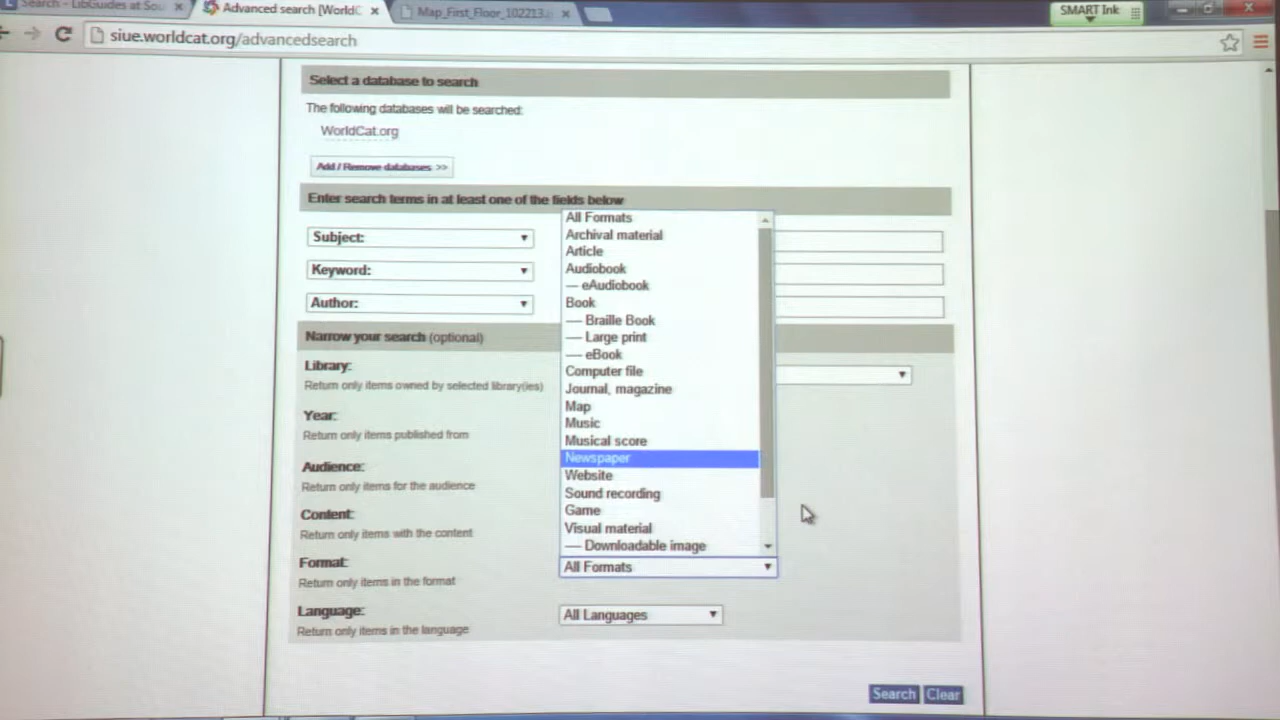 Search - LibGuides at Sou
Advanced search [WorldC
Map_First_Floor_102213.p
SMART Ink
siue.worldcat.org/advancedsearch
Select a database to search
The following databases will be searched:
WorldCat.org
Add / Remove databases >>
Enter search terms in at least one of the fields below
All Formats
Subject:
Archival material
Article
Keyword:
Audiobook
— eAudiobook
Author:
Book
— Braille Book
Narrow your search (optional)
— Large print
— eBook
Library:
Return only items owned by selected library(ies)
Computer file
Journal, magazine
Year:
Return only items published from
Map
Music
Musical score
Audience:
Return only items for the audience
Newspaper
Website
Sound recording
Content:
Return only items with the content
Game
Visual material
— Downloadable image
Format:
Return only items in the format
All Formats
Language:
Return only items in the language
All Languages
Search Clear